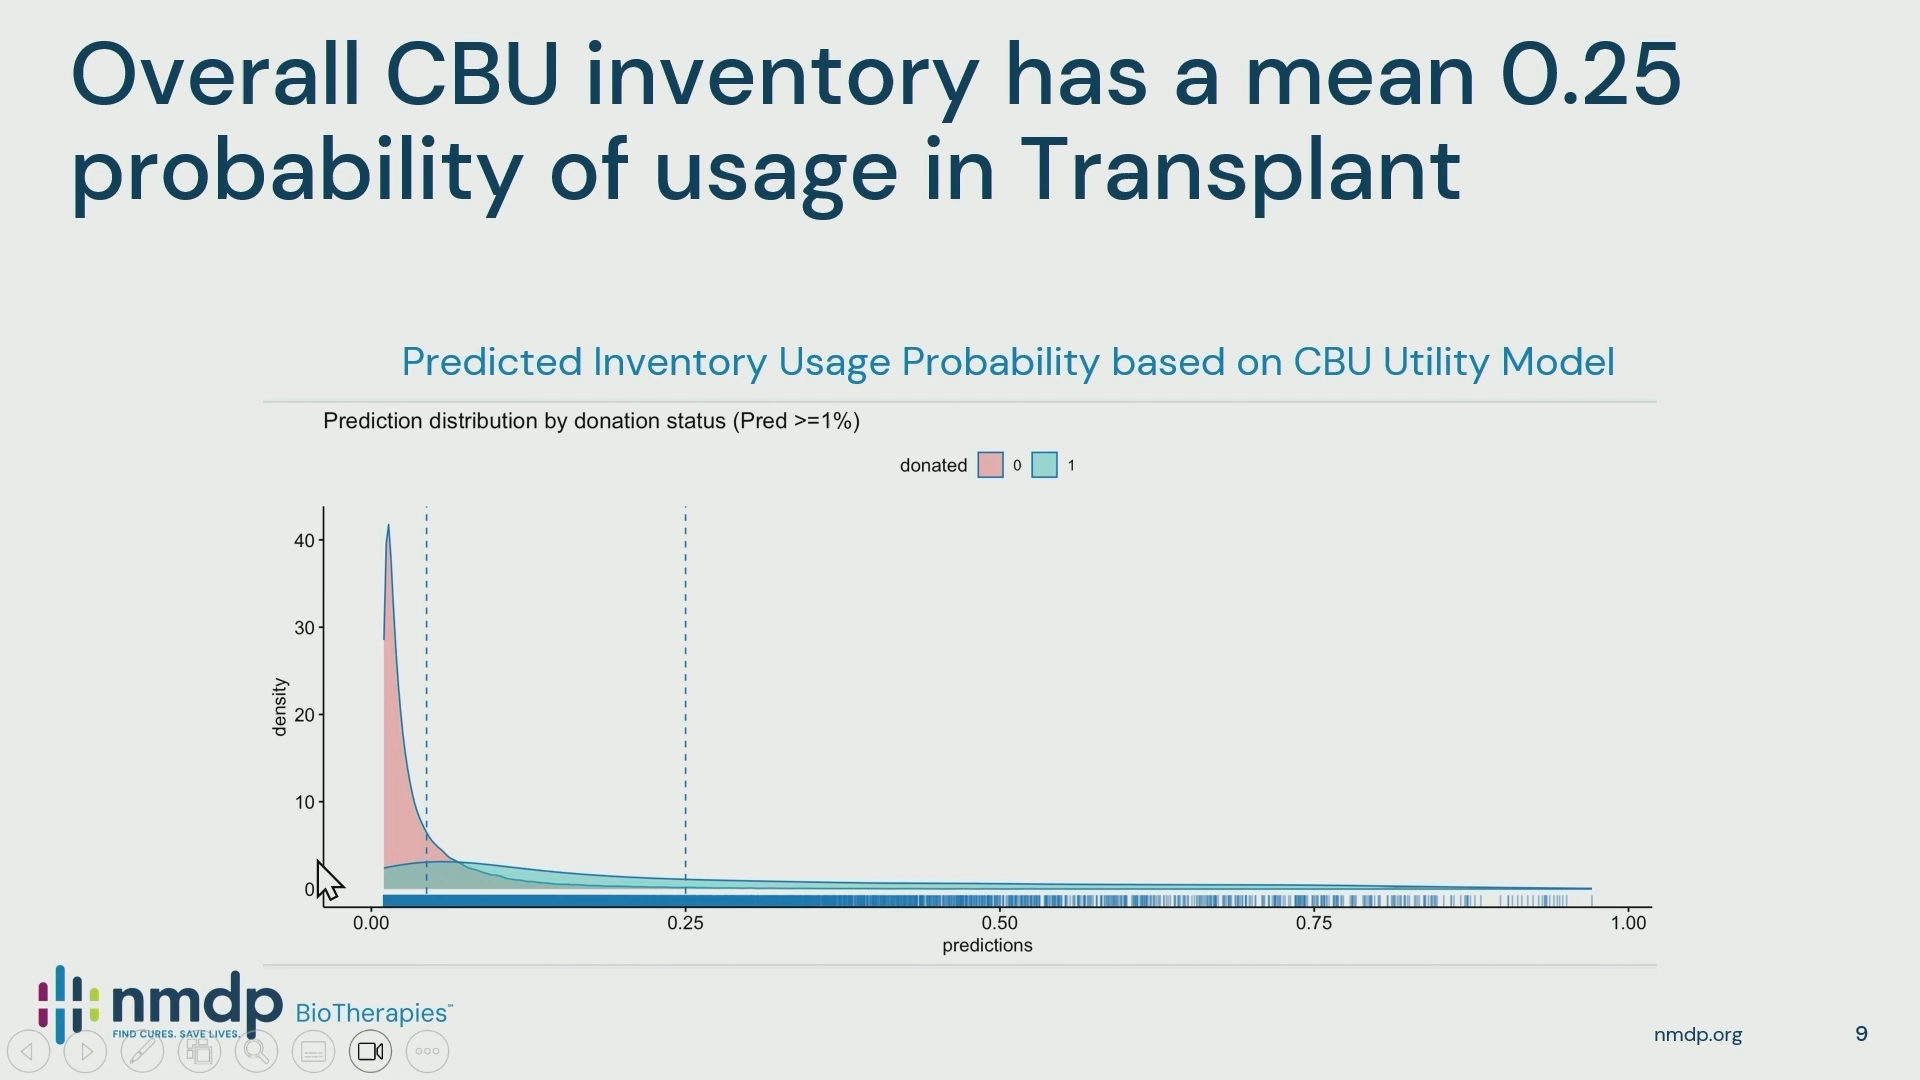 Overall CBU inventory has a mean 0.25
probability of usage in Transplant
Predicted Inventory Usage Probability based on CBU Utility Model
Prediction distribution by donation status (Pred >=1%)
donated 0 1
40
30
20
10
0
density
0.00 0.25 0.50 0.75 1.00
predictions
nmdp BioTherapies™
FIND CURES. SAVE LIVES.
nmdp.org 9